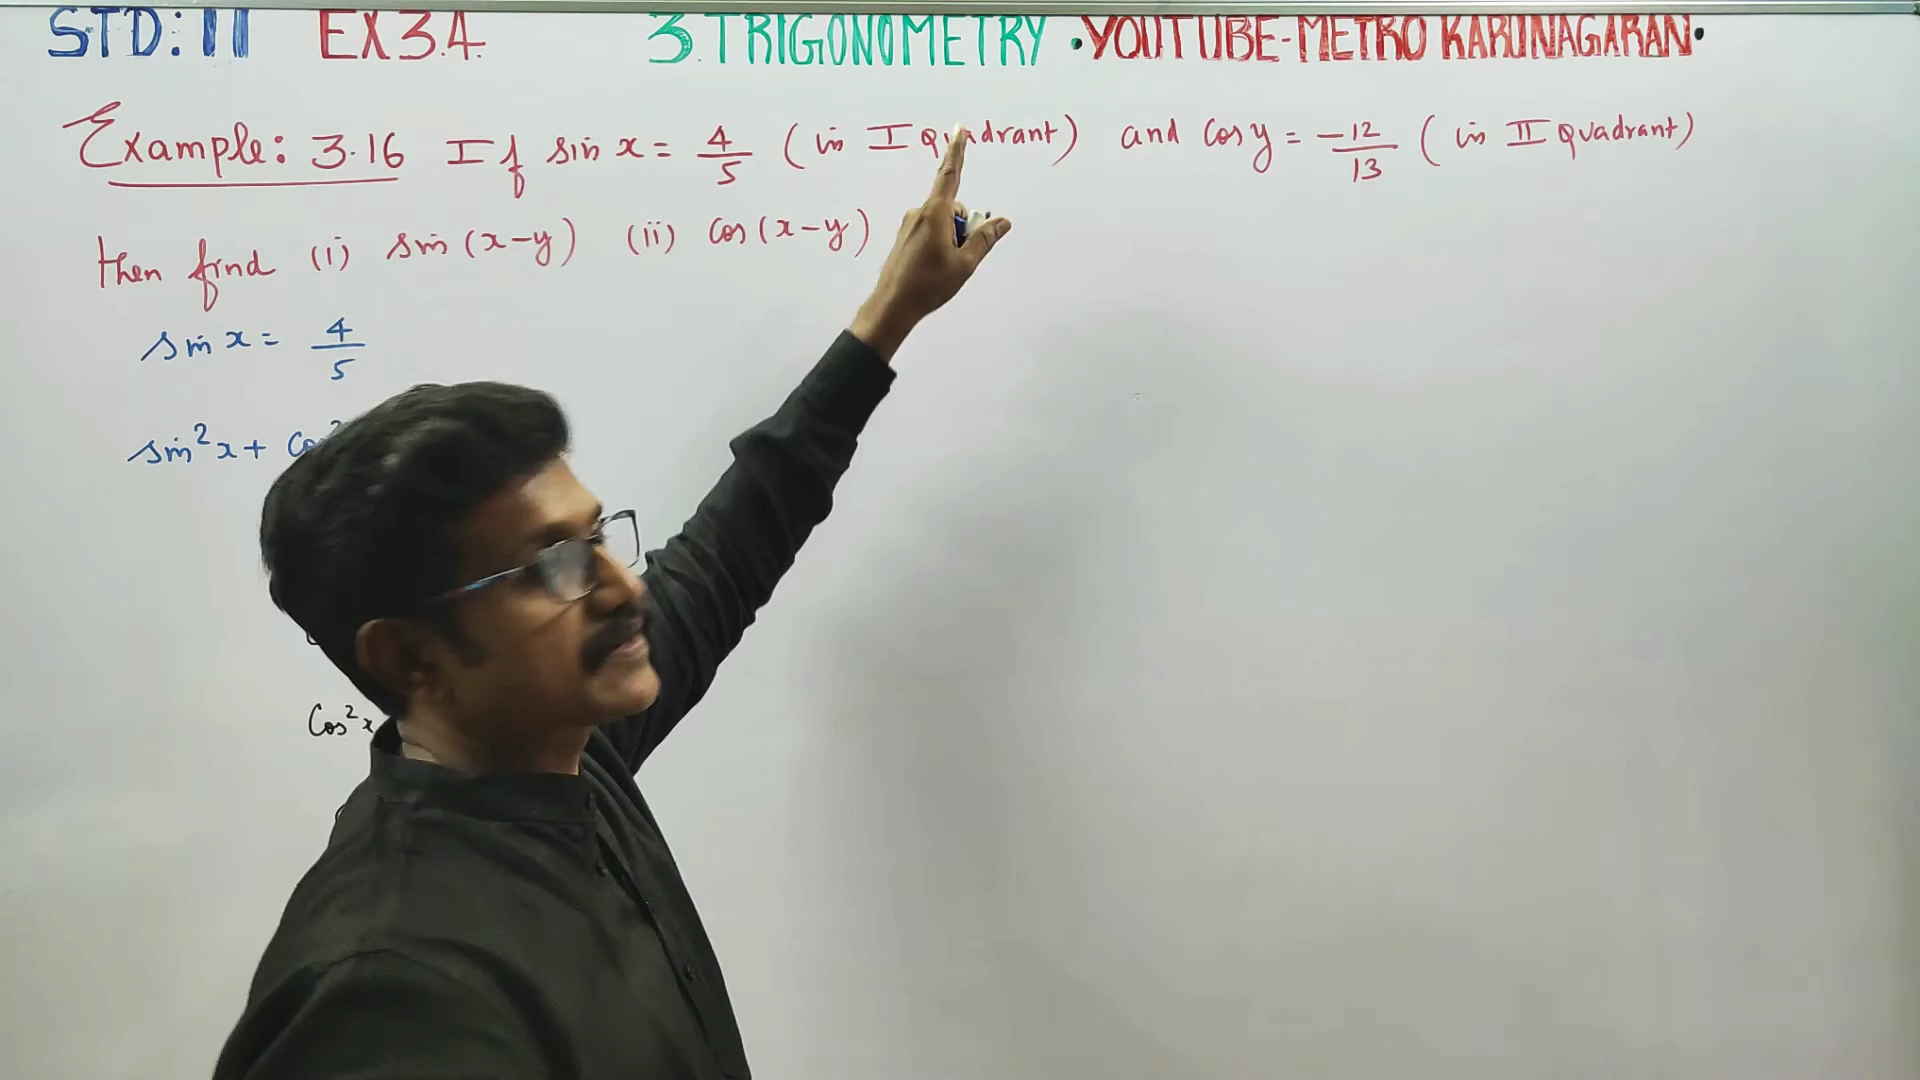 STD: 11 EX 3.4. 3. TRIGONOMETRY •YOUTUBE-METRO KARUNAGARAN•
Example: 3.16 If sin x = 4/5 (in I Quadrant) and cos y = -12/13 (in II Quadrant)
then find (i) sin(x-y) (ii) cos(x-y)
sin x = 4/5
sin²x +
Cos²x